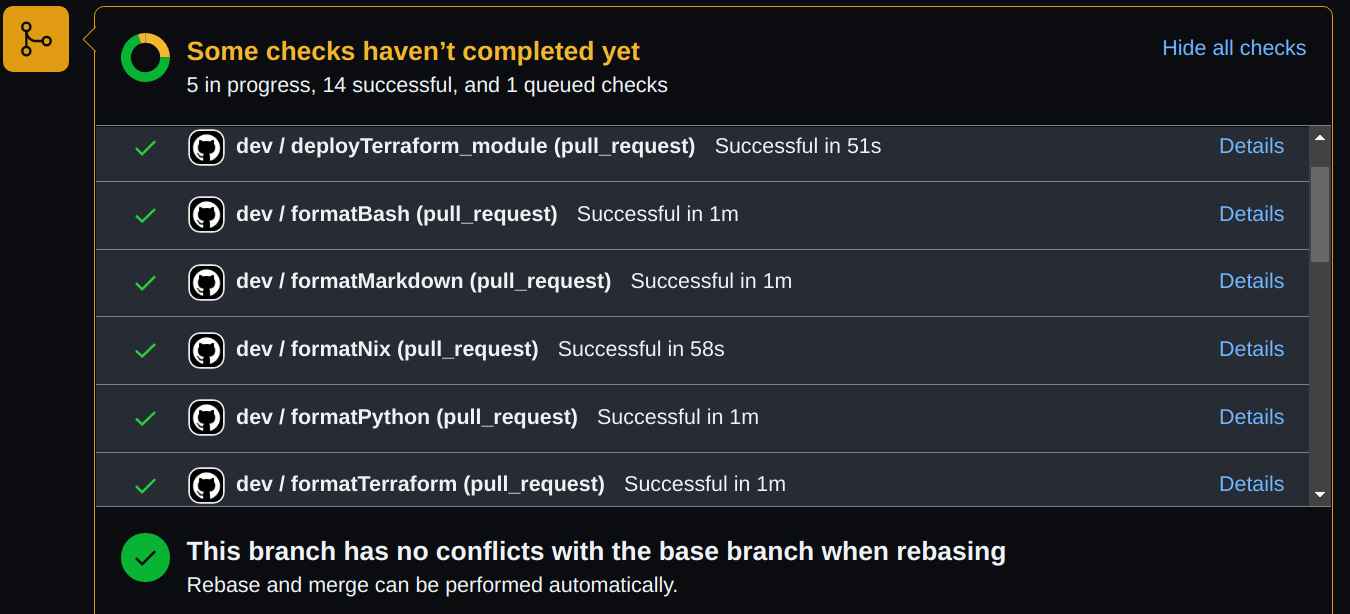 Some checks haven’t completed yet
Hide all checks
5 in progress, 14 successful, and 1 queued checks
dev / deployTerraform_module (pull_request) Successful in 51s Details
dev / formatBash (pull_request) Successful in 1m Details
dev / formatMarkdown (pull_request) Successful in 1m Details
dev / formatNix (pull_request) Successful in 58s Details
dev / formatPython (pull_request) Successful in 1m Details
dev / formatTerraform (pull_request) Successful in 1m Details
This branch has no conflicts with the base branch when rebasing
Rebase and merge can be performed automatically.